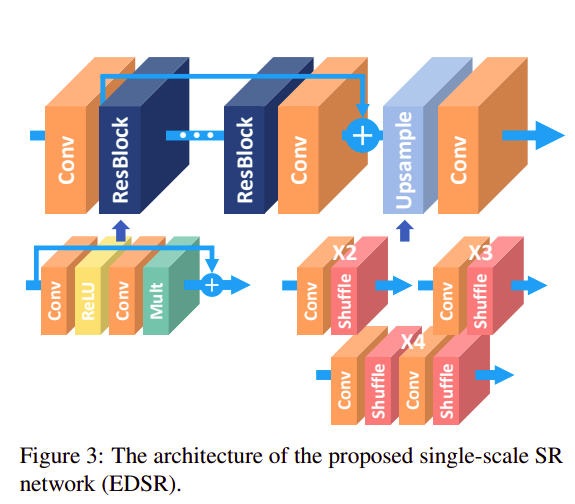 Conv
ResBlock
ResBlock
Conv
+
Upsample
Conv
Conv
ReLU
Conv
Mult
+
X2
Conv
Shuffle
X3
Conv
Shuffle
X4
Conv
Shuffle
Conv
Shuffle
Figure 3: The architecture of the proposed single-scale SR
network (EDSR).